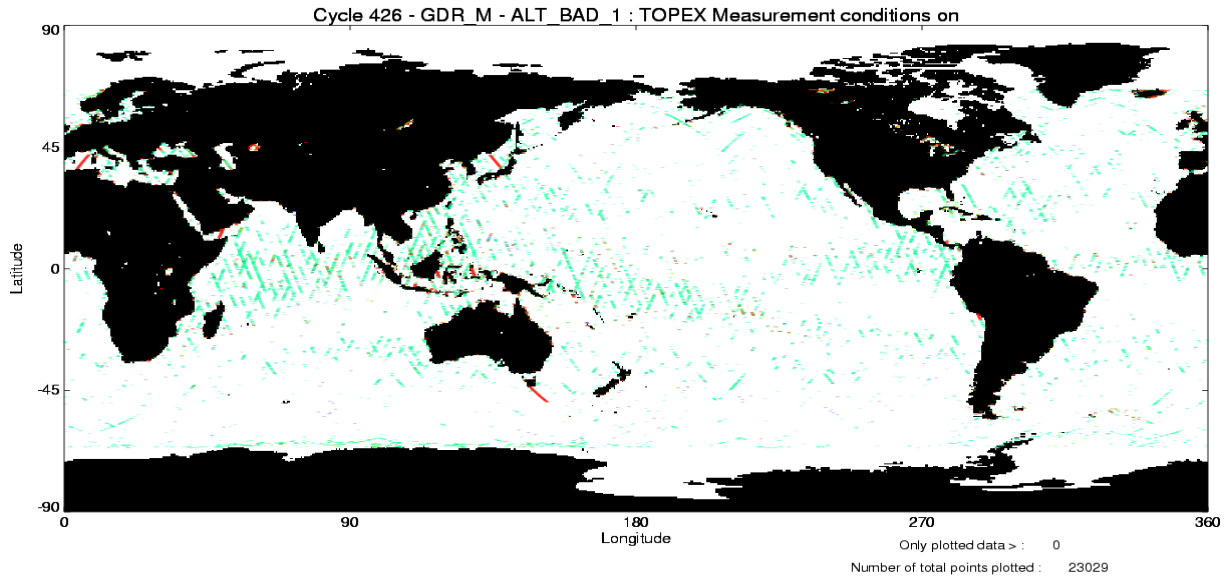 Cycle 426 - GDR_M - ALT_BAD_1 : TOPEX Measurement conditions on
90
45
0
-45
-90
Latitude
0 90 180 270 360
Longitude
Only plotted data > : 0
Number of total points plotted : 23029